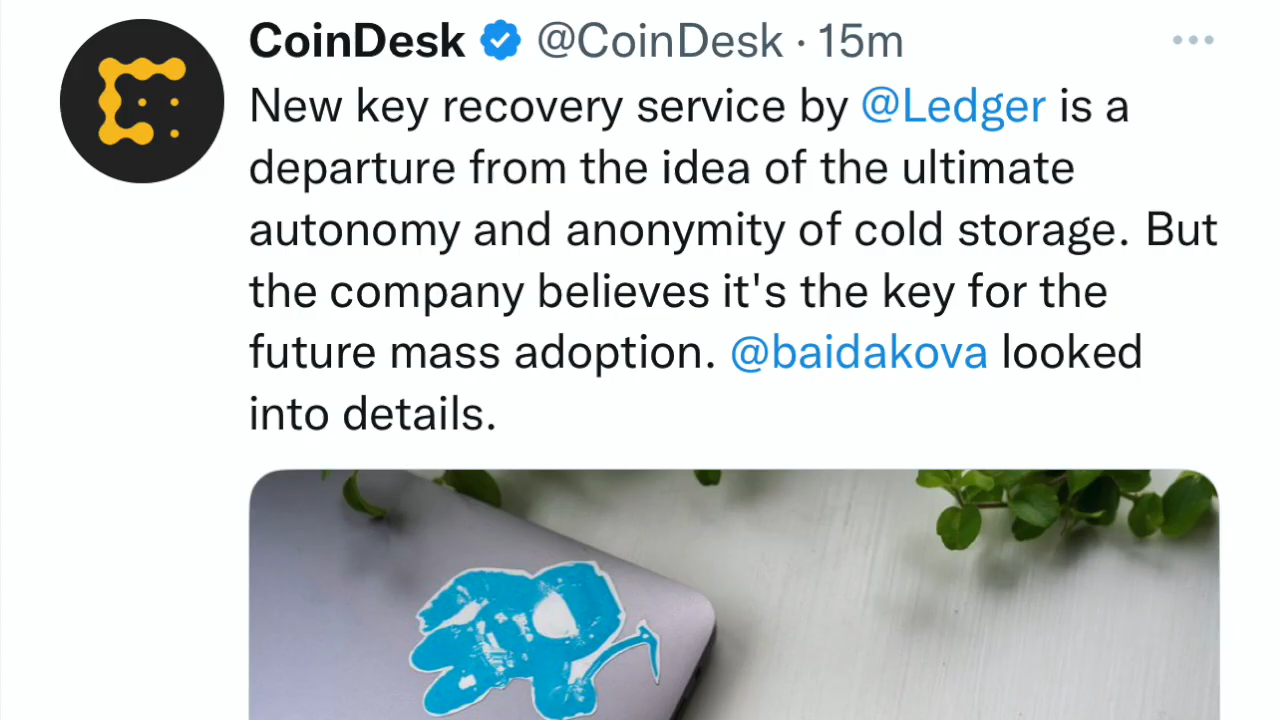 CoinDesk @CoinDesk · 15m
New key recovery service by @Ledger is a
departure from the idea of the ultimate
autonomy and anonymity of cold storage. But
the company believes it's the key for the
future mass adoption. @baidakova looked
into details.